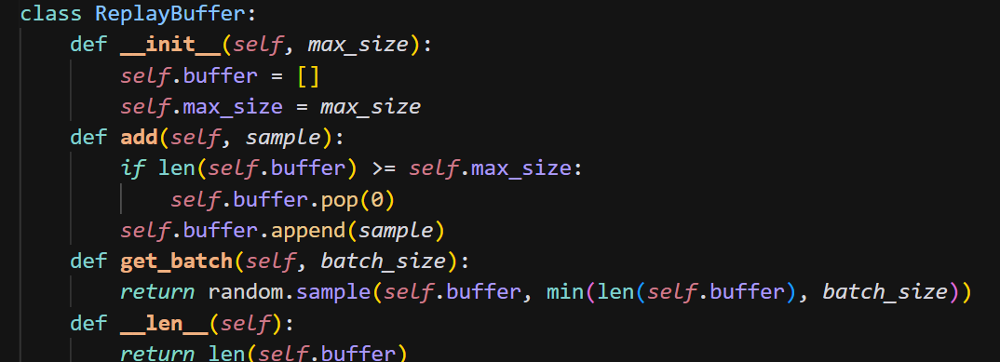 class ReplayBuffer:
    def __init__(self, max_size):
        self.buffer = []
        self.max_size = max_size
    def add(self, sample):
        if len(self.buffer) >= self.max_size:
            self.buffer.pop(0)
        self.buffer.append(sample)
    def get_batch(self, batch_size):
        return random.sample(self.buffer, min(len(self.buffer), batch_size))
    def __len__(self):
        return len(self.buffer)